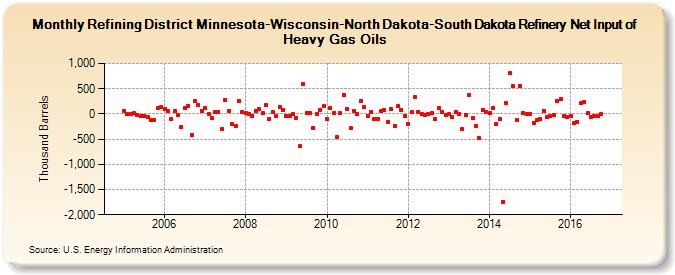 Monthly Refining District Minnesota-Wisconsin-North Dakota-South Dakota Refinery Net Input of
Heavy Gas Oils
Thousand Barrels
1,000
500
0
-500
-1,000
-1,500
-2,000
2006 2008 2010 2012 2014 2016
Source: U.S. Energy Information Administration